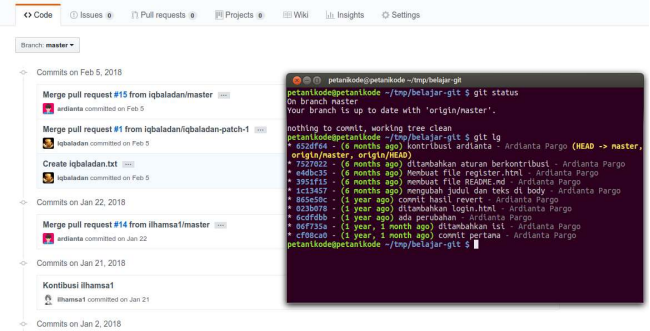 Code
Issues 0
Pull requests 0
Projects 0
Wiki
Insights
Settings
Branch: master
Commits on Feb 5, 2018
Merge pull request #15 from iqbaladan/master
ardianta committed on Feb 5
Merge pull request #1 from iqbaladan/iqbaladan-patch-1
iqbaladan committed on Feb 5
Create iqbaladan.txt
iqbaladan committed on Feb 5
Commits on Jan 22, 2018
Merge pull request #14 from ilhamsa1/master
ardianta committed on Jan 22
Commits on Jan 21, 2018
Kontibusi ilhamsa1
ilhamsa1 committed on Jan 21
Commits on Jan 2, 2018
petanikode@petanikode ~/tmp/belajar-git
petanikode@petanikode ~/tmp/belajar-git $ git status
On branch master
Your branch is up to date with 'origin/master'.
nothing to commit, working tree clean
petanikode@petanikode ~/tmp/belajar-git $ git lg
* 652df64 - (6 months ago) kontribusi ardianta - Ardianta Pargo (HEAD -> master,
origin/master, origin/HEAD)
* 7527022 - (6 months ago) ditambahkan aturan berkontribusi - Ardianta Pargo
* e4dbc35 - (6 months ago) Membuat file register.html - Ardianta Pargo
* 3951f15 - (6 months ago) membuat file README.md - Ardianta Pargo
* 1c13457 - (6 months ago) mengubah judul dan teks di body - Ardianta Pargo
* 865e50c - (1 year ago) commit hasil revert - Ardianta Pargo
* 023b078 - (1 year ago) ditambahkan login.html - Ardianta Pargo
* 6cdfdbb - (1 year ago) ada perubahan - Ardianta Pargo
* 06f735a - (1 year, 1 month ago) ditambahkan isi - Ardianta Pargo
* cf08ca0 - (1 year, 1 month ago) commit pertama - Ardianta Pargo
petanikode@petanikode ~/tmp/belajar-git $